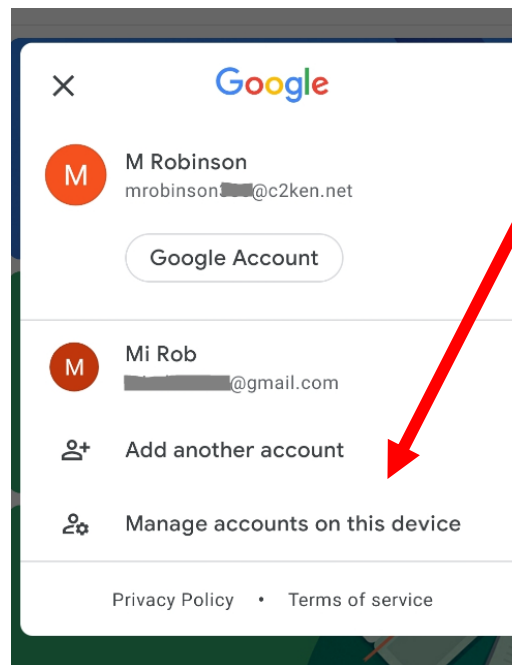 Google
M
M Robinson
mrobinson @c2ken.net
Google Account
M
Mi Rob
@gmail.com
Add another account
Manage accounts on this device
Privacy Policy • Terms of service